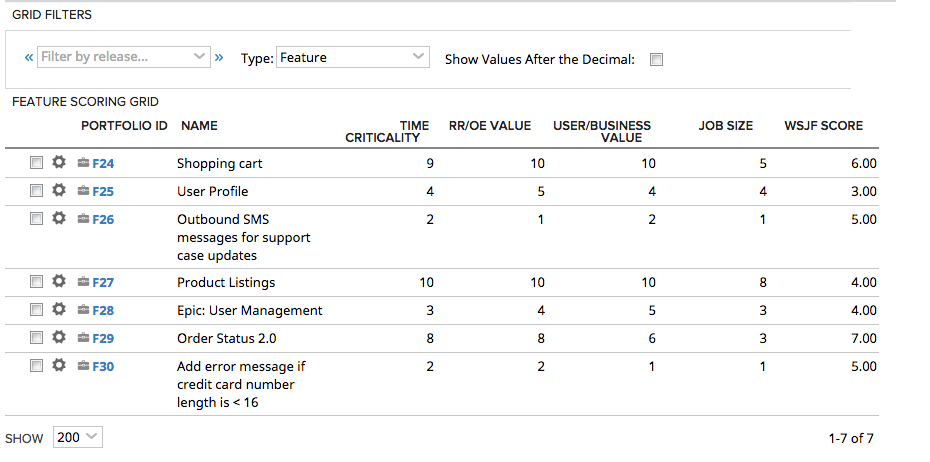 GRID FILTERS
« Filter by release... » Type: Feature Show Values After the Decimal:
FEATURE SCORING GRID
PORTFOLIO ID NAME TIME CRITICALITY RR/OE VALUE USER/BUSINESS VALUE JOB SIZE WSJF SCORE
F24 Shopping cart 9 10 10 5 6.00
F25 User Profile 4 5 4 4 3.00
F26 Outbound SMS 2 1 2 1 5.00
messages for support
case updates
F27 Product Listings 10 10 10 8 4.00
F28 Epic: User Management 3 4 5 3 4.00
F29 Order Status 2.0 8 8 6 3 7.00
F30 Add error message if 2 2 1 1 5.00
credit card number
length is < 16
SHOW 200 1-7 of 7